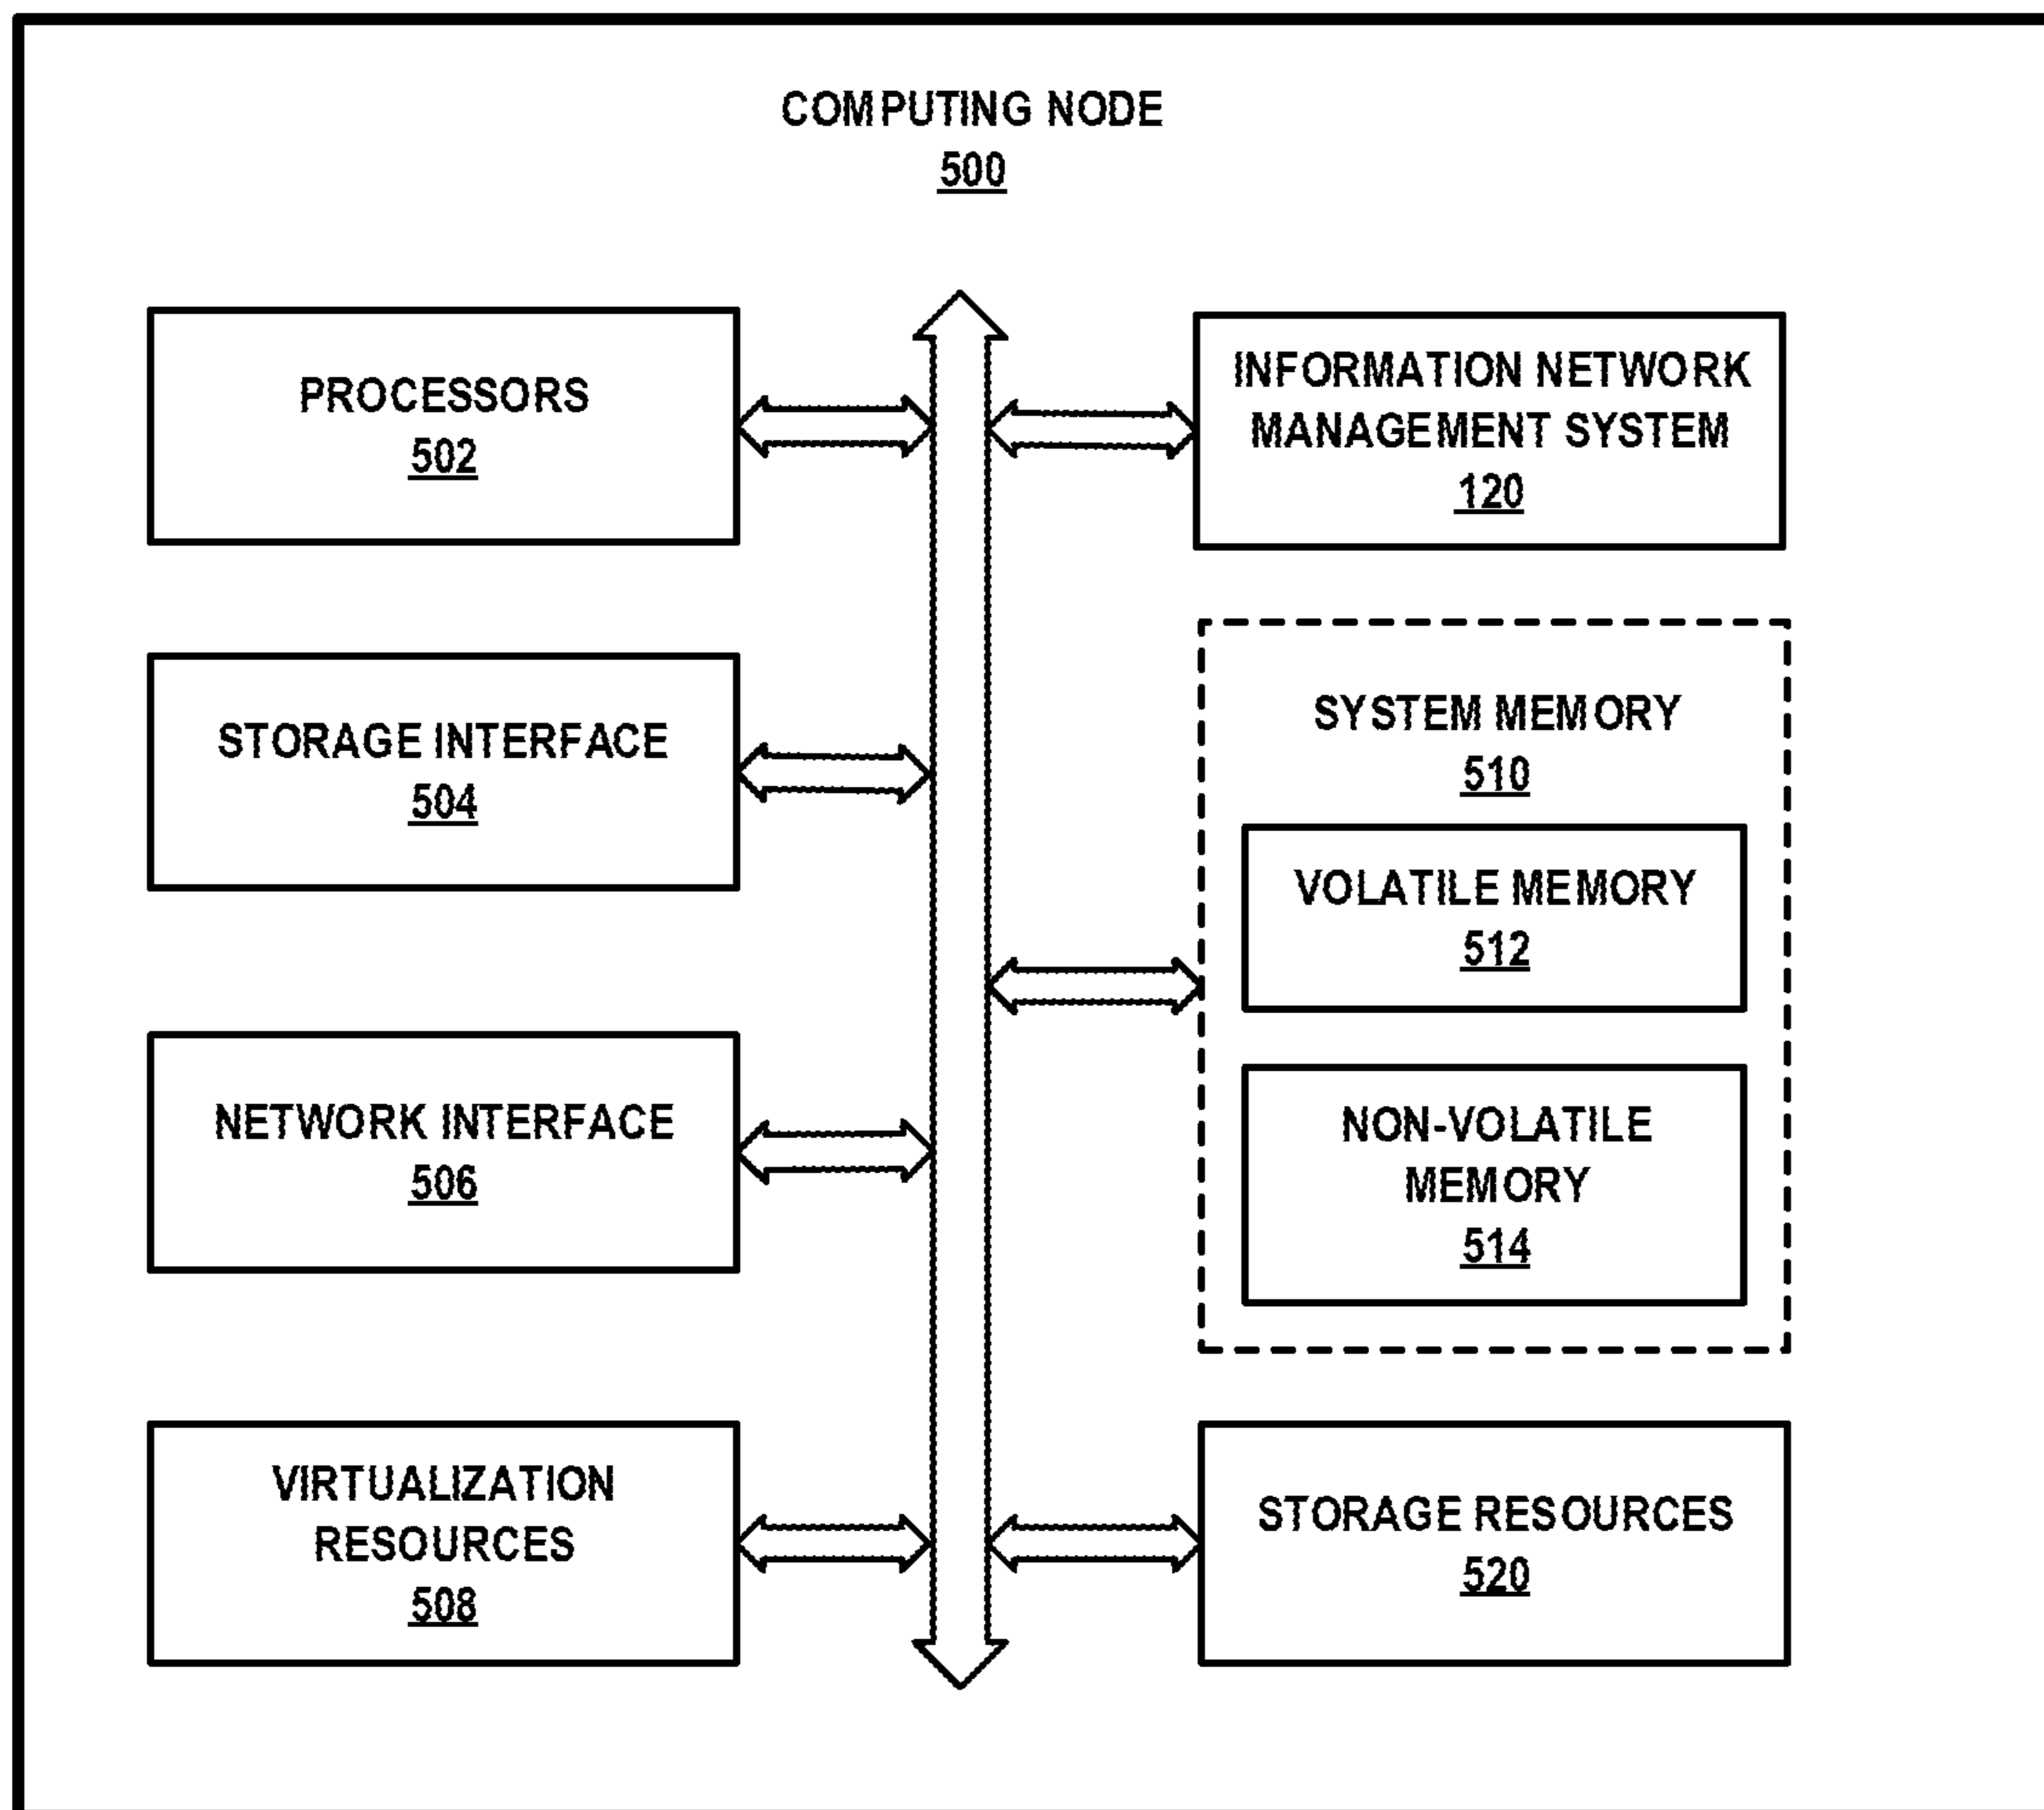 COMPUTING NODE
500
PROCESSORS
502
INFORMATION NETWORK
MANAGEMENT SYSTEM
120
STORAGE INTERFACE
504
SYSTEM MEMORY
510
VOLATILE MEMORY
512
NETWORK INTERFACE
506
NON-VOLATILE
MEMORY
514
VIRTUALIZATION
RESOURCES
508
STORAGE RESOURCES
520